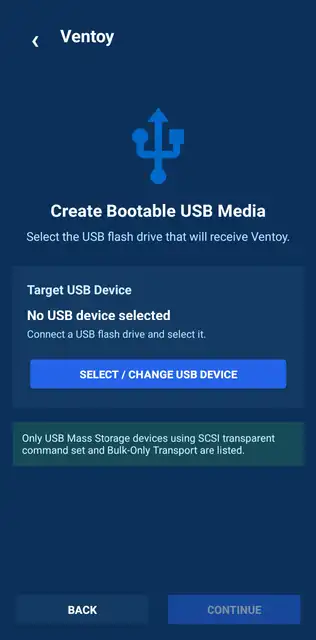 Ventoy
Create Bootable USB Media
Select the USB flash drive that will receive Ventoy.
Target USB Device
No USB device selected
Connect a USB flash drive and select it.
SELECT / CHANGE USB DEVICE
Only USB Mass Storage devices using SCSI transparent
command set and Bulk-Only Transport are listed.
BACK
CONTINUE